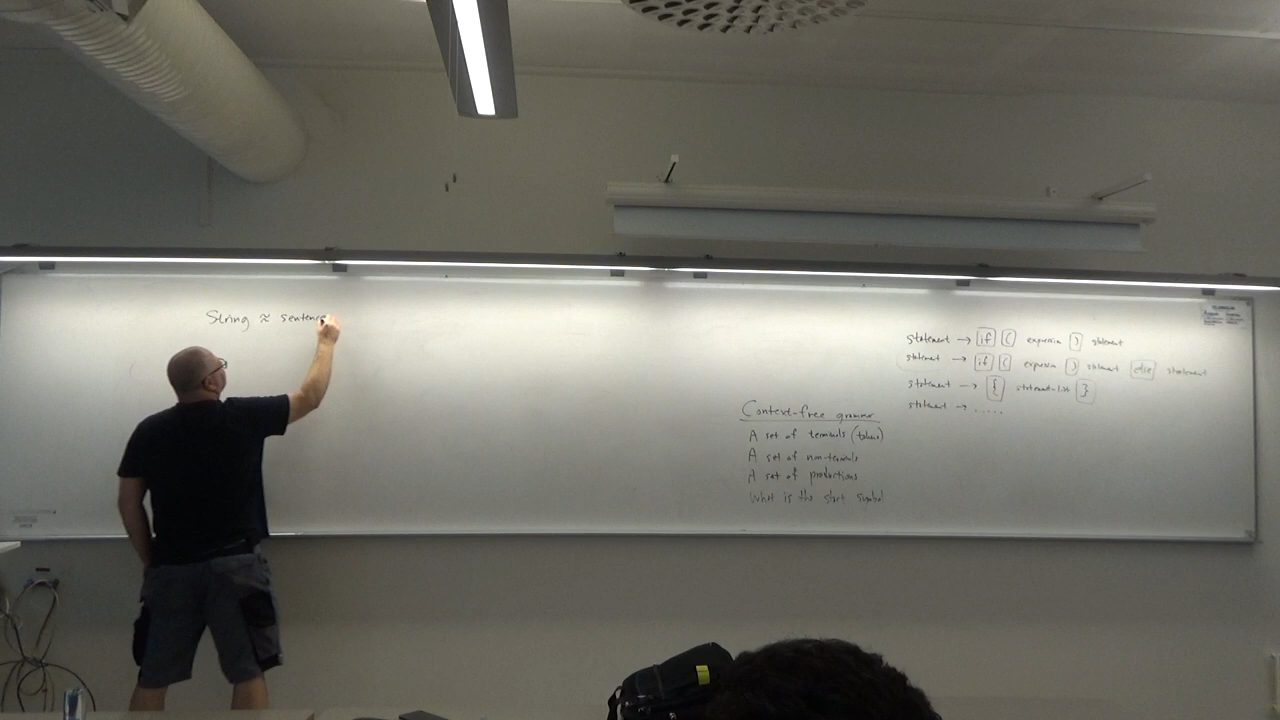 String ≈ sentenc
statement → if ( expression ) statement
statement → if ( expression ) statement else statement
statement → { statement-list }
statement → .....
Context-free grammar
A set of terminals (tokens)
A set of non-terminals
A set of productions
What is the start symbol